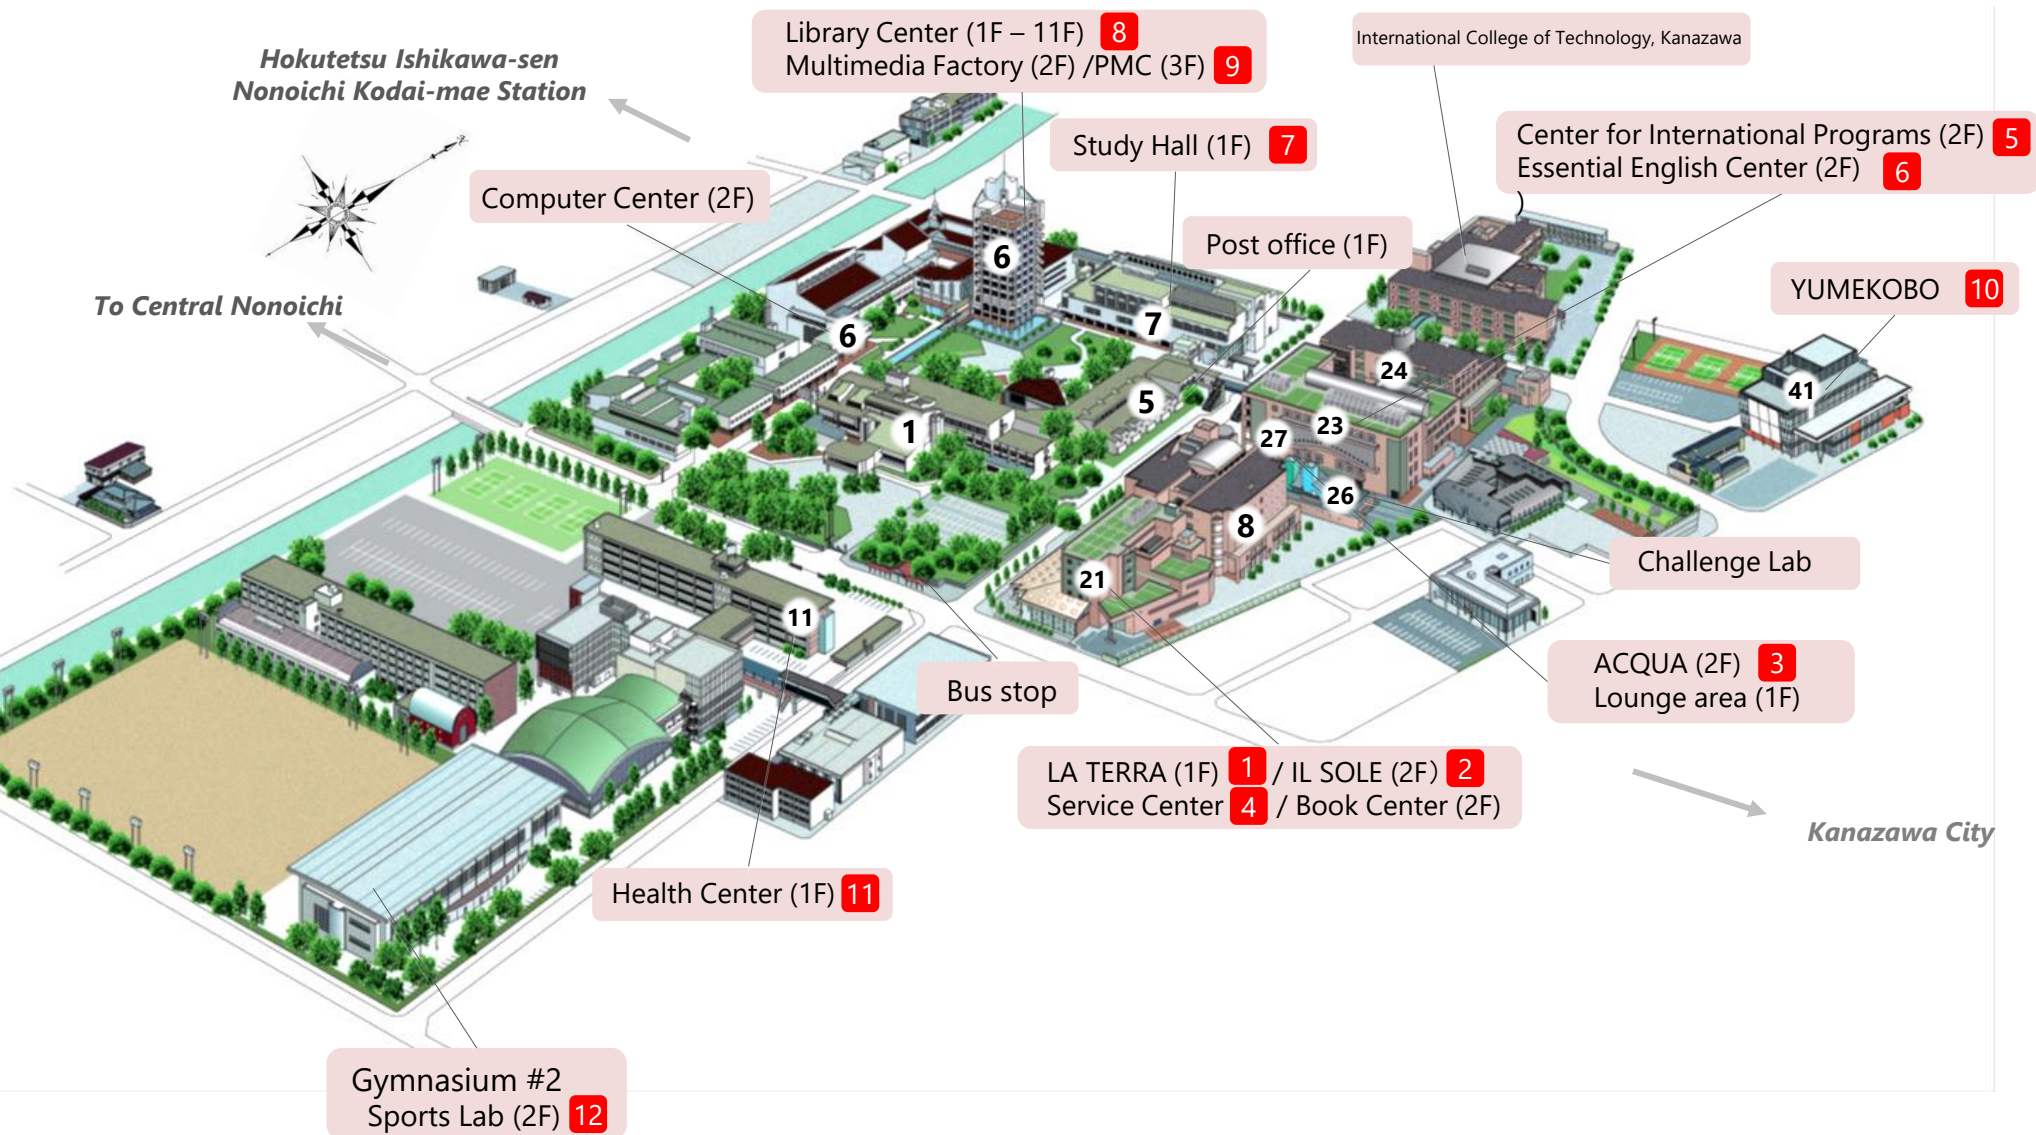 Library Center (1F – 11F) 8
Multimedia Factory (2F) /PMC (3F) 9
International College of Technology, Kanazawa
Hokutetsu Ishikawa-sen
Nonoichi Kodai-mae Station
Study Hall (1F) 7
Center for International Programs (2F) 5
Essential English Center (2F) 6
)
Computer Center (2F)
Post office (1F)
6
YUMEKOBO 10
To Central Nonoichi
7
6
24
41
5
1
23
27
26
8
Challenge Lab
21
11
ACQUA (2F) 3
Lounge area (1F)
Bus stop
LA TERRA (1F) 1 / IL SOLE (2F) 2
Service Center 4 / Book Center (2F)
Kanazawa City
Health Center (1F) 11
Gymnasium #2
Sports Lab (2F) 12